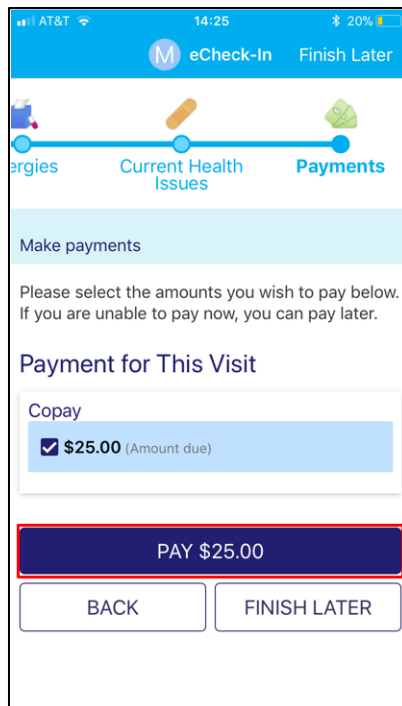 AT&T 14:25 20%
M eCheck-In Finish Later
ergies Current Health Payments
Issues
Make payments
Please select the amounts you wish to pay below.
If you are unable to pay now, you can pay later.
Payment for This Visit
Copay
$25.00 (Amount due)
PAY $25.00
BACK FINISH LATER